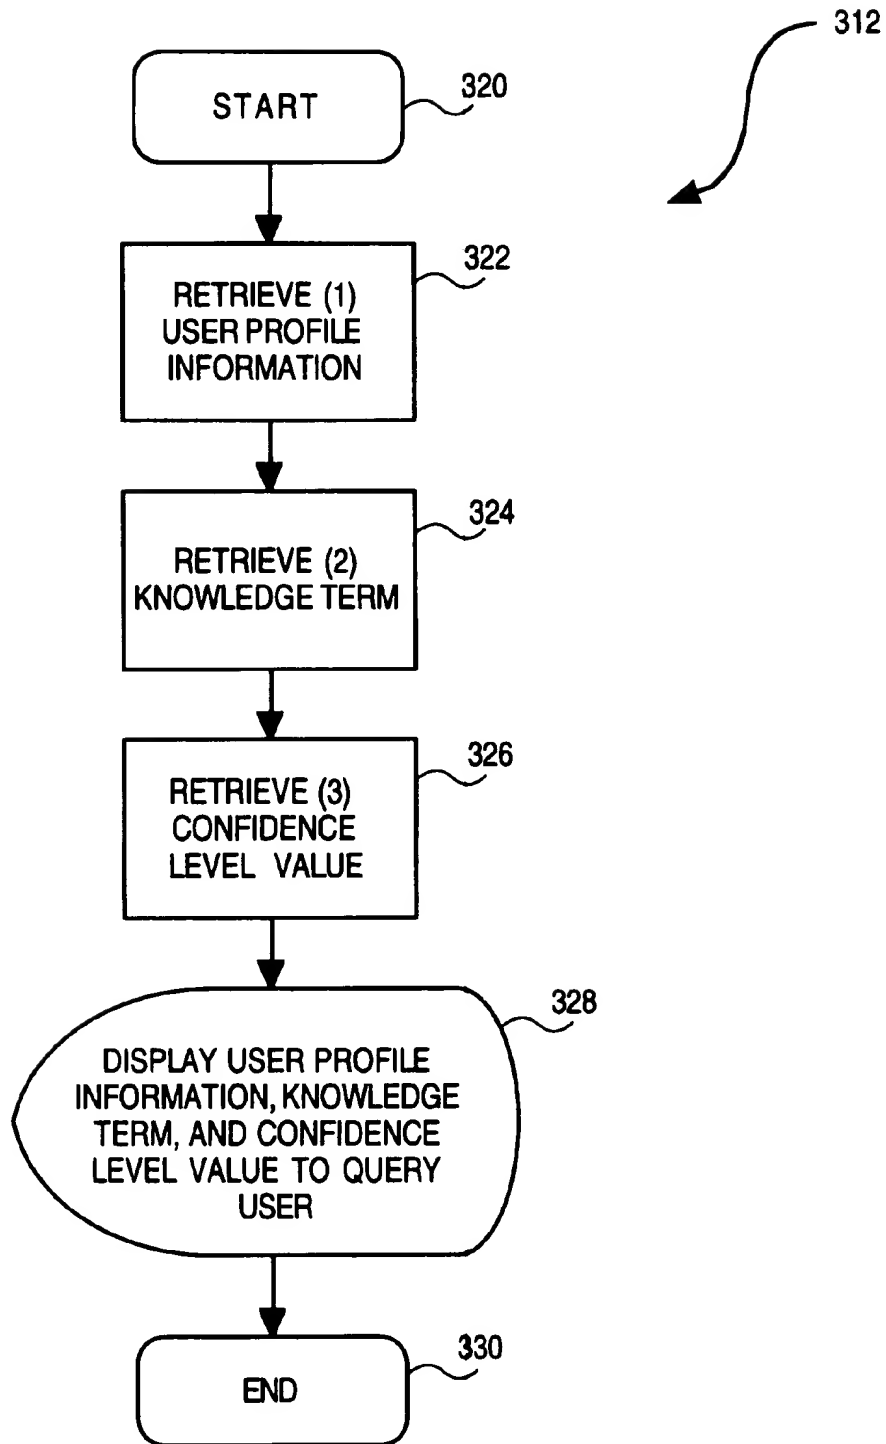 312
START
320
322
RETRIEVE (1)
USER PROFILE
INFORMATION
324
RETRIEVE (2)
KNOWLEDGE TERM
326
RETRIEVE (3)
CONFIDENCE
LEVEL VALUE
328
DISPLAY USER PROFILE
INFORMATION, KNOWLEDGE
TERM, AND CONFIDENCE
LEVEL VALUE TO QUERY
USER
330
END